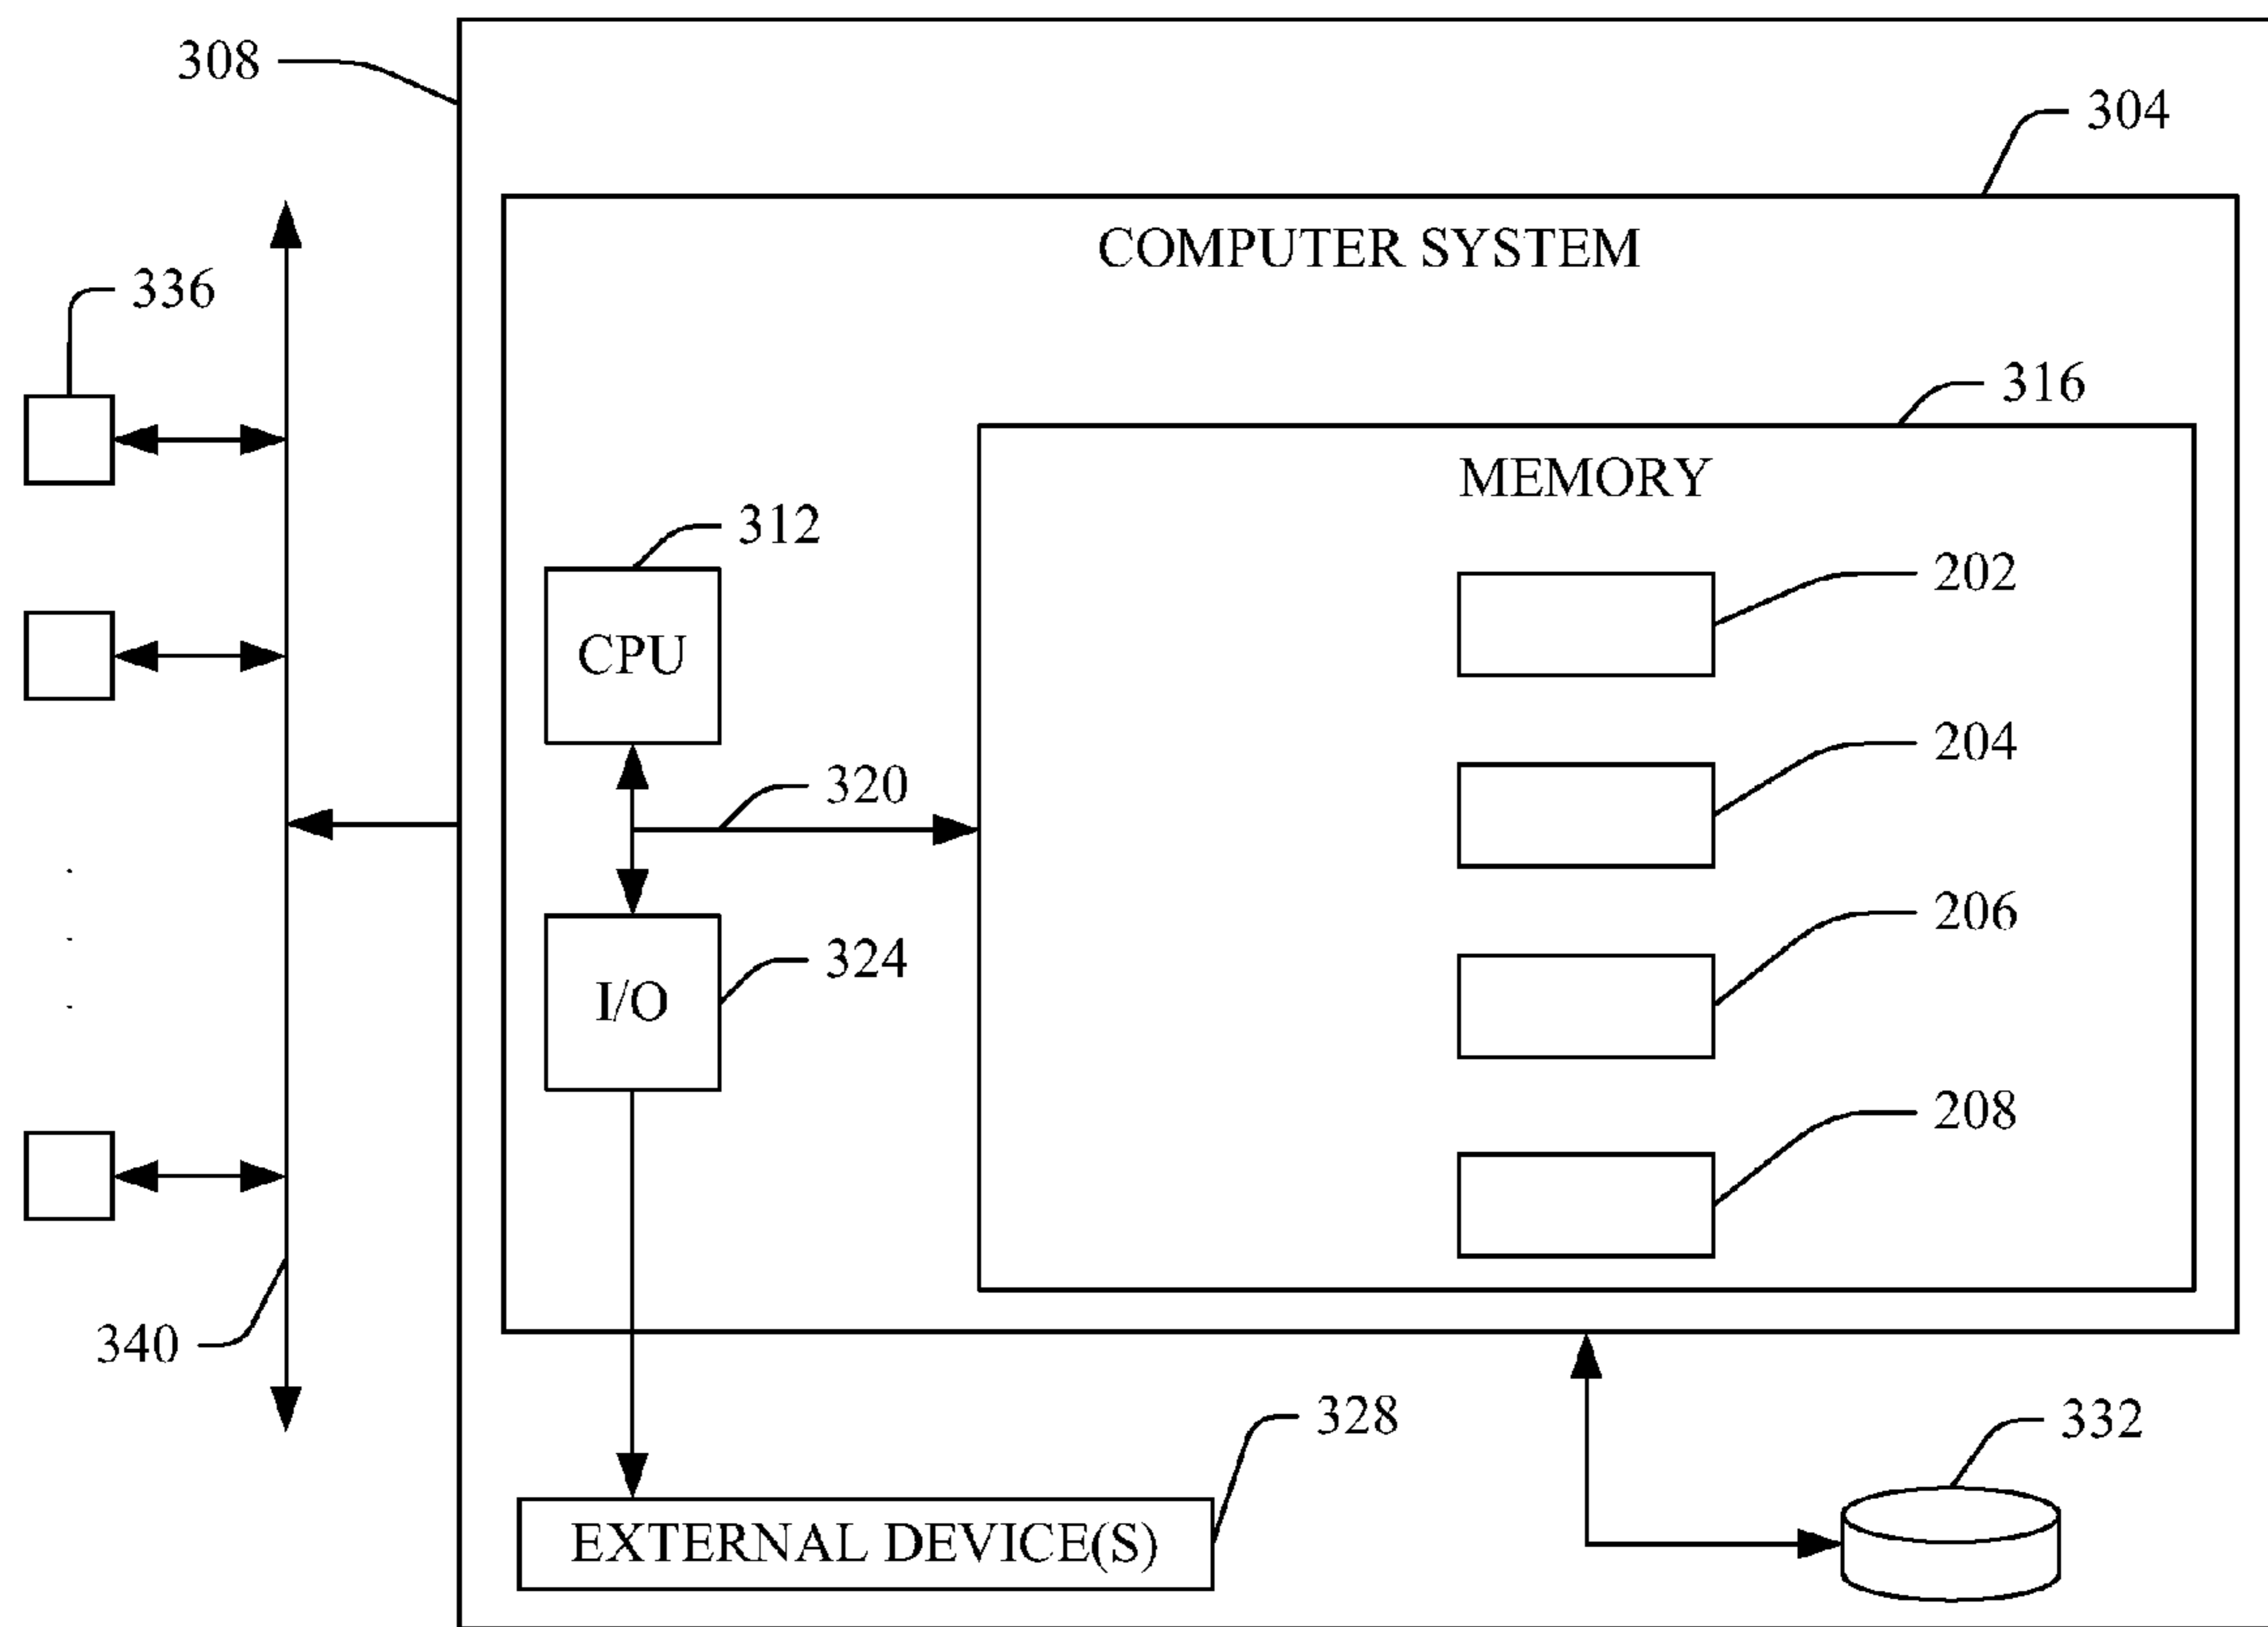 308
304
COMPUTER SYSTEM
336
316
MEMORY
312
202
CPU
204
320
206
324
I/O
208
340
328
332
EXTERNAL DEVICE(S)